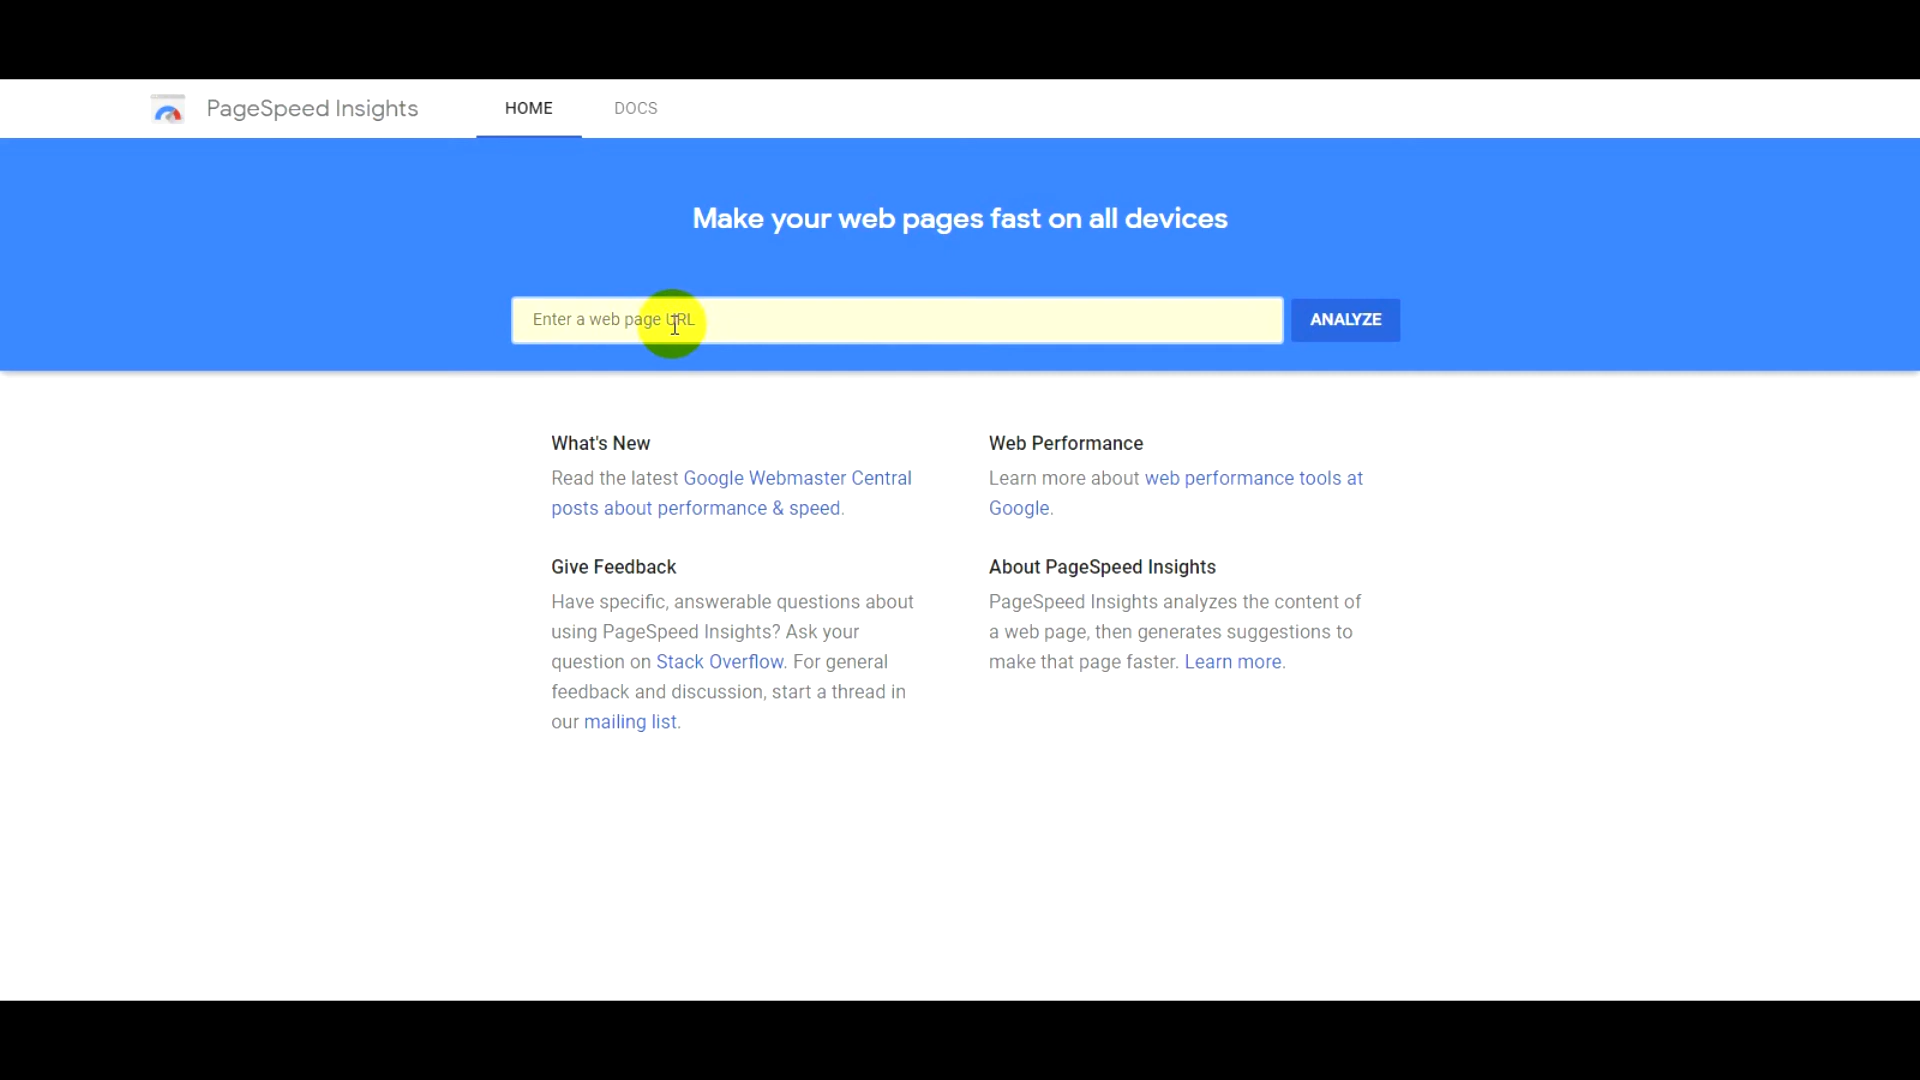 PageSpeed Insights
HOME
DOCS
Make your web pages fast on all devices
Enter a web page URL
ANALYZE
What's New
Read the latest Google Webmaster Central
posts about performance & speed.
Give Feedback
Have specific, answerable questions about
using PageSpeed Insights? Ask your
question on Stack Overflow. For general
feedback and discussion, start a thread in
our mailing list.
Web Performance
Learn more about web performance tools at
Google.
About PageSpeed Insights
PageSpeed Insights analyzes the content of
a web page, then generates suggestions to
make that page faster. Learn more.